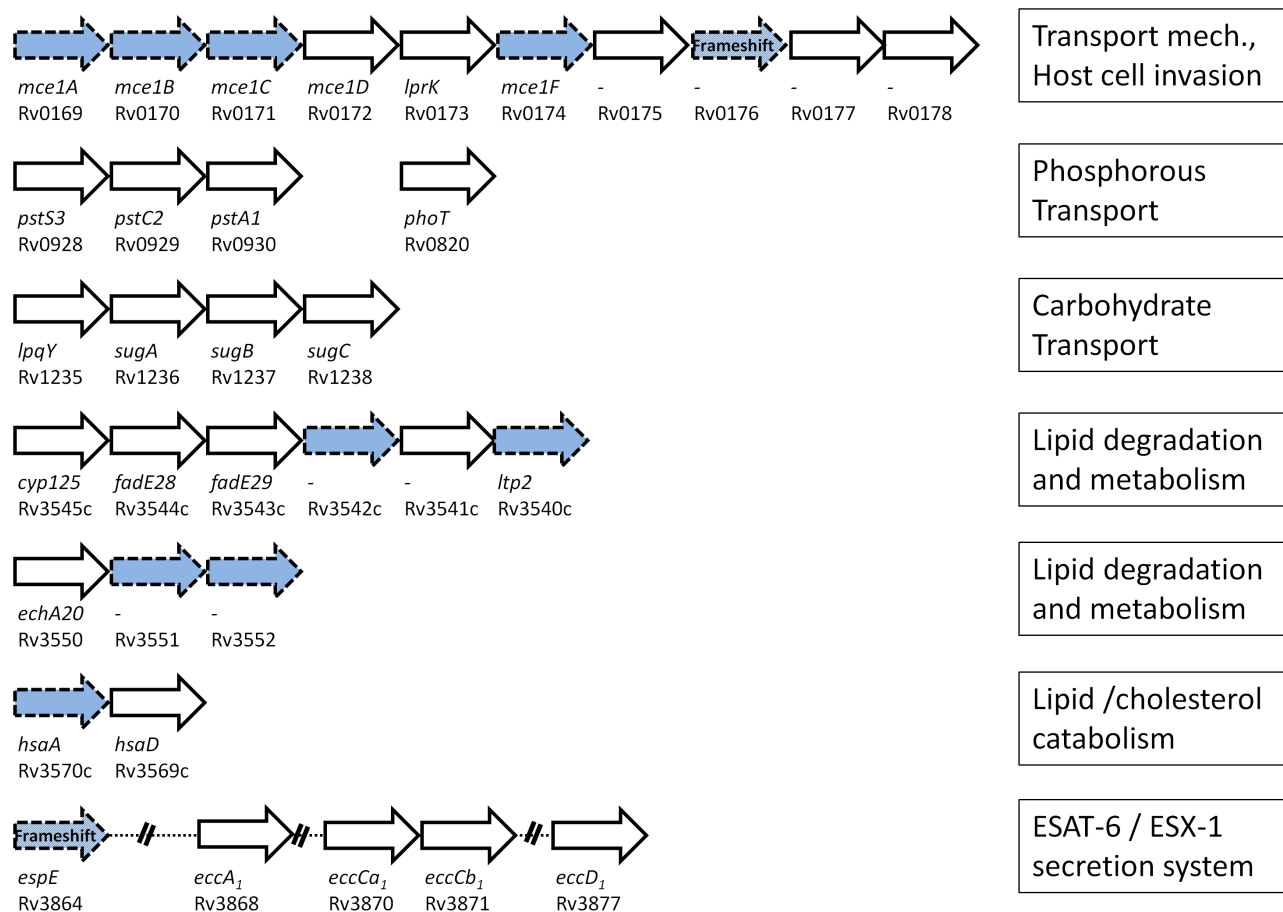 Frameshift
Transport mech.,
Host cell invasion
mce1A mce1B mce1C mce1D lprK mce1F - - - -
Rv0169 Rv0170 Rv0171 Rv0172 Rv0173 Rv0174 Rv0175 Rv0176 Rv0177 Rv0178
Phosphorous
Transport
pstS3 pstC2 pstA1 phoT
Rv0928 Rv0929 Rv0930 Rv0820
Carbohydrate
Transport
lpqY sugA sugB sugC
Rv1235 Rv1236 Rv1237 Rv1238
Lipid degradation
and metabolism
cyp125 fadE28 fadE29 - - ltp2
Rv3545c Rv3544c Rv3543c Rv3542c Rv3541c Rv3540c
Lipid degradation
and metabolism
echA20 - -
Rv3550 Rv3551 Rv3552
Lipid /cholesterol
catabolism
hsaA hsaD
Rv3570c Rv3569c
Frameshift
ESAT-6 / ESX-1
secretion system
espE eccA₁ eccCa₁ eccCb₁ eccD₁
Rv3864 Rv3868 Rv3870 Rv3871 Rv3877